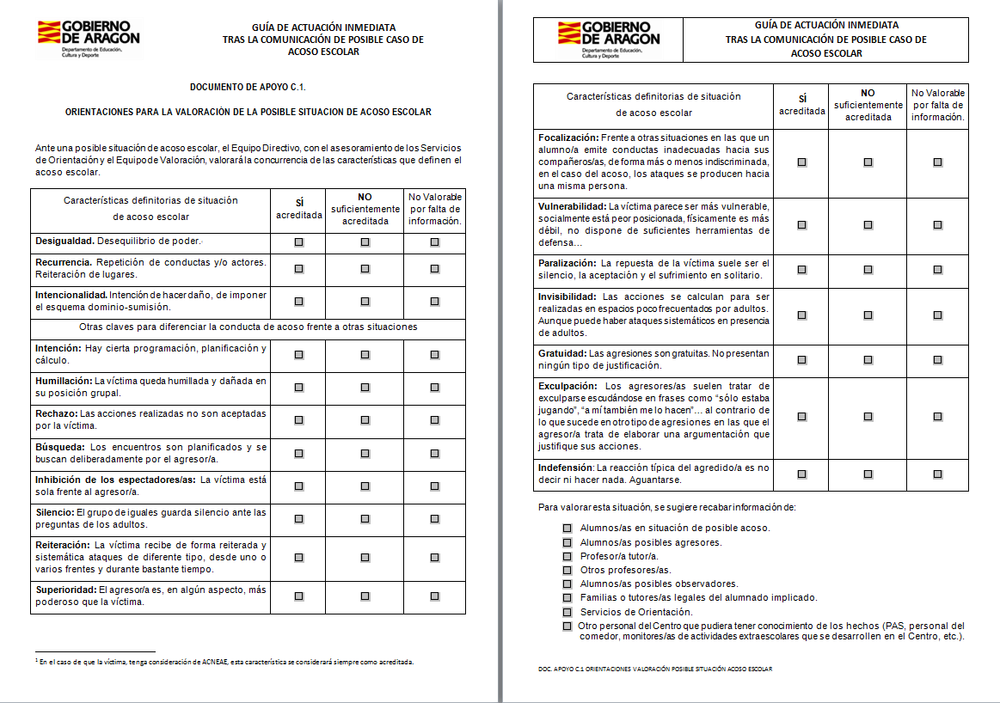 GOBIERNO
DE ARAGON
Departamento de Educación,
Cultura y Deporte
GUÍA DE ACTUACIÓN INMEDIATA
TRAS LA COMUNICACIÓN DE POSIBLE CASO DE
ACOSO ESCOLAR
DOCUMENTO DE APOYO C.1.
ORIENTACIONES PARA LA VALORACIÓN DE LA POSIBLE SITUACION DE ACOSO ESCOLAR
Ante una posible situación de acoso escolar, el Equipo Directivo, con el asesoramiento de los Servicios
de Orientación y el Equipo de Valoración, valorará la concurrencia de las características que definen el
acoso escolar.
Características definitorias de situación
de acoso escolar
SÍ
acreditada
NO
suficientemente
acreditada
No Valorable
por falta de
información.
Desigualdad. Desequilibrio de poder.
Recurrencia. Repetición de conductas y/o actores.
Reiteración de lugares.
Intencionalidad. Intención de hacer daño, de imponer
el esquema dominio-sumisión.
Otras claves para diferenciar la conducta de acoso frente a otras situaciones
Intención: Hay cierta programación, planificación y
cálculo.
Humillación: La víctima queda humillada y dañada en
su posición grupal.
Rechazo: Las acciones realizadas no son aceptadas
por la víctima.
Búsqueda: Los encuentros son planificados y se
buscan deliberadamente por el agresor/a.
Inhibición de los espectadores/as: La víctima está
sola frente al agresor/a.
Silencio: El grupo de iguales guarda silencio ante las
preguntas de los adultos.
Reiteración: La víctima recibe de forma reiterada y
sistemática ataques de diferente tipo, desde uno o
varios frentes y durante bastante tiempo.
Superioridad: El agresor/a es, en algún aspecto, más
poderoso que la víctima.
1 En el caso de que la víctima, tenga consideración de ACNEAE, esta característica se considerará siempre como acreditada.
GOBIERNO
DE ARAGON
Departamento de Educación,
Cultura y Deporte
GUÍA DE ACTUACIÓN INMEDIATA
TRAS LA COMUNICACIÓN DE POSIBLE CASO DE
ACOSO ESCOLAR
Características definitorias de situación
de acoso escolar
SÍ
acreditada
NO
suficientemente
acreditada
No Valorable
por falta de
información.
Focalización: Frente a otras situaciones en las que un
alumno/a emite conductas inadecuadas hacia sus
compañeros/as, de forma más o menos indiscriminada,
en el caso del acoso, los ataques se producen hacia
una misma persona.
Vulnerabilidad: La víctima parece ser más vulnerable,
socialmente está peor posicionada, físicamente es más
débil, no dispone de suficientes herramientas de
defensa...
Paralización: La repuesta de la víctima suele ser el
silencio, la aceptación y el sufrimiento en solitario.
Invisibilidad: Las acciones se calculan para ser
realizadas en espacios poco frecuentados por adultos.
Aunque puede haber ataques sistemáticos en presencia
de adultos.
Gratuidad: Las agresiones son gratuitas. No presentan
ningún tipo de justificación.
Exculpación: Los agresores/as suelen tratar de
exculparse escudándose en frases como "sólo estaba
jugando", "a mí también me lo hacen"... al contrario de
lo que sucede en otro tipo de agresiones en las que el
agresor/a trata de elaborar una argumentación que
justifique sus acciones.
Indefensión: La reacción típica del agredido/a es no
decir ni hacer nada. Aguantarse.
Para valorar esta situación, se sugiere recabar información de:
Alumnos/as en situación de posible acoso.
Alumnos/as posibles agresores.
Profesor/a tutor/a.
Otros profesores/as.
Alumnos/as posibles observadores.
Familias o tutores/as legales del alumnado implicado.
Servicios de Orientación.
Otro personal del Centro que pudiera tener conocimiento de los hechos (PAS, personal del
comedor, monitores/as de actividades extraescolares que se desarrollen en el Centro, etc.).
DOC. APOYO C.1 ORIENTACIONES VALORACIÓN POSIBLE SITUACIÓN ACOSO ESCOLAR